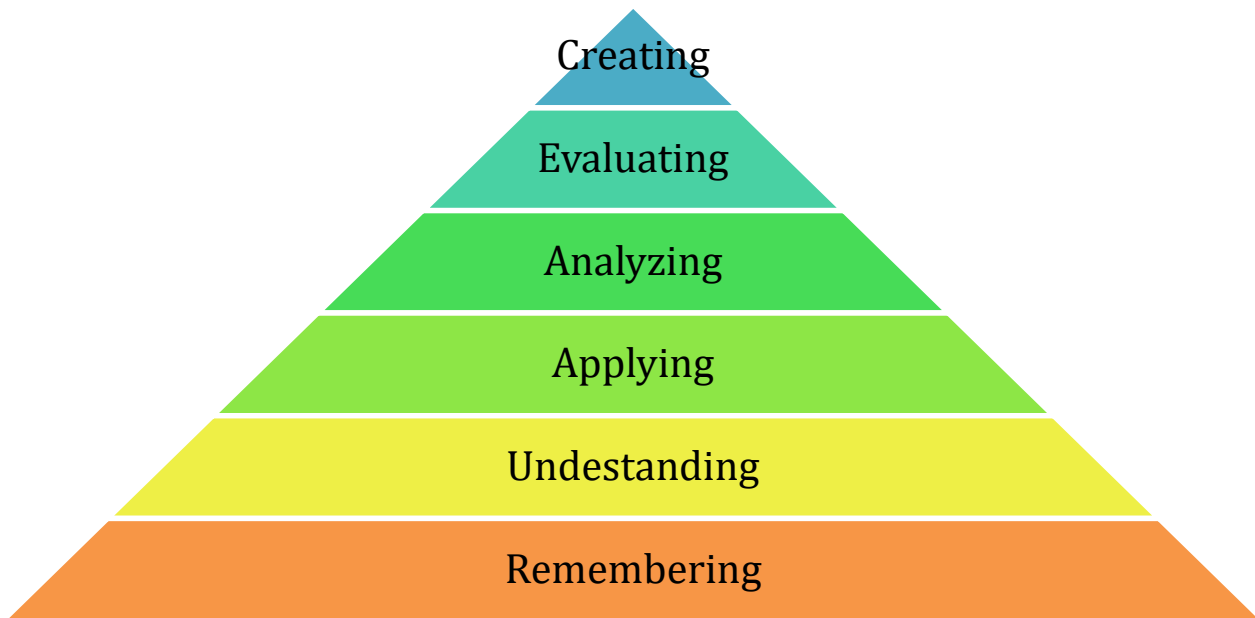 Creating
Evaluating
Analyzing
Applying
Undestanding
Remembering